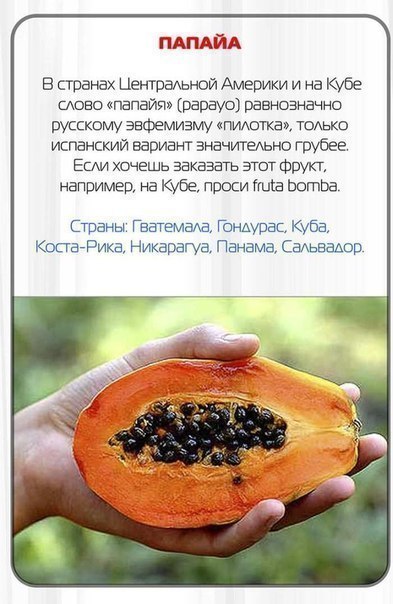 ПАПАЙА
В странах Центральной Америки и на Кубе
слово «папайя» (papayo) равнозначно
русскому эвфемизму «пилотка», только
испанский вариант значительно грубее.
Если хочешь заказать этот фрукт,
например, на Кубе, проси fruta bomba.
Страны: Гватемала, Гондурас, Куба,
Коста-Рика, Никарагуа, Панама, Сальвадор.